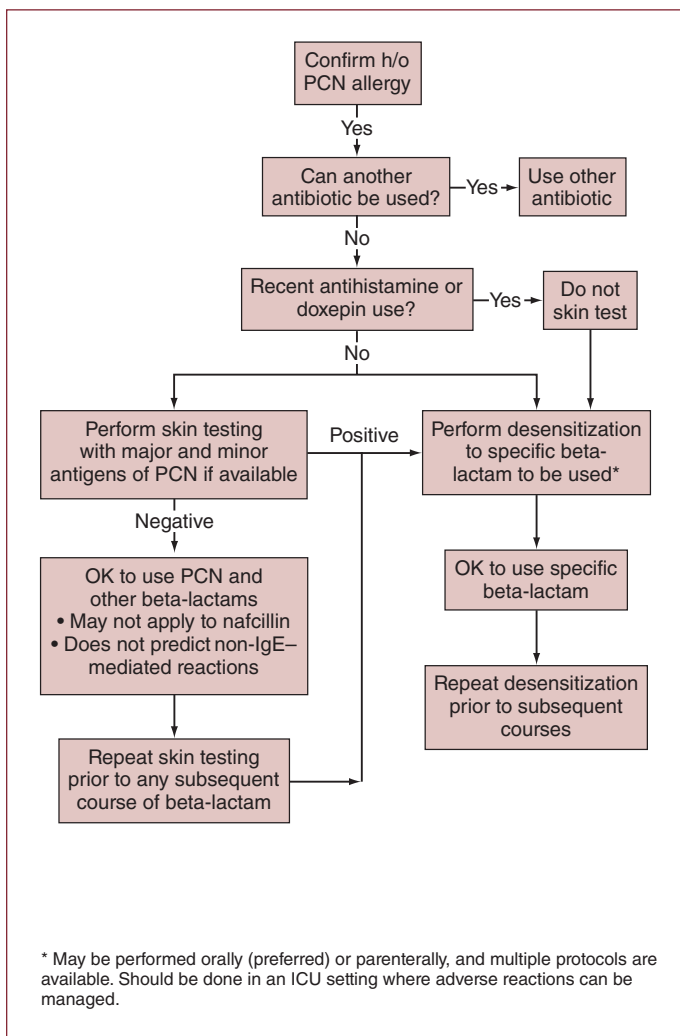 Confirm h/o
PCN allergy
Yes
Can another
antibiotic be used?
Yes
Use other
antibiotic
No
Recent antihistamine or
doxepin use?
Yes
Do not
skin test
No
Perform skin testing
with major and minor
antigens of PCN if available
Positive
Perform desensitization
to specific beta-
lactam to be used*
Negative
OK to use PCN and
other beta-lactams
• May not apply to nafcillin
• Does not predict non-IgE–
mediated reactions
OK to use specific
beta-lactam
Repeat desensitization
prior to subsequent
courses
Repeat skin testing
prior to any subsequent
course of beta-lactam
* May be performed orally (preferred) or parenterally, and multiple protocols are
available. Should be done in an ICU setting where adverse reactions can be
managed.